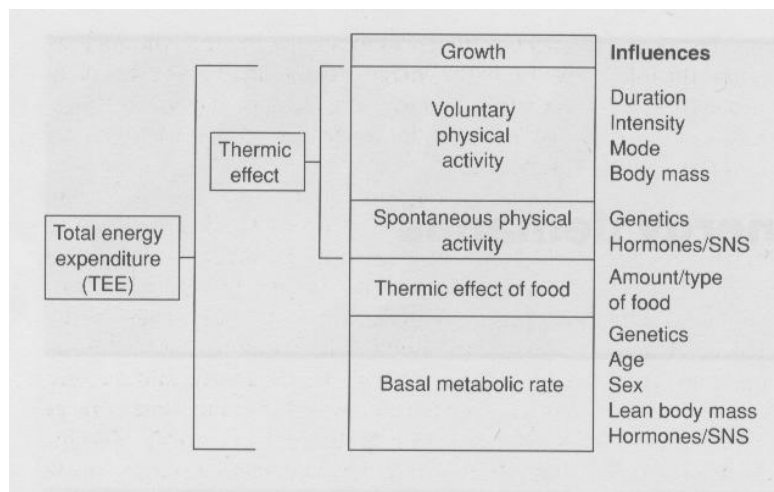 Growth
Influences
Voluntary
physical
activity
Duration
Intensity
Mode
Body mass
Thermic
effect
Spontaneous physical
activity
Genetics
Hormones/SNS
Total energy
expenditure
(TEE)
Thermic effect of food
Amount/type
of food
Basal metabolic rate
Genetics
Age
Sex
Lean body mass
Hormones/SNS